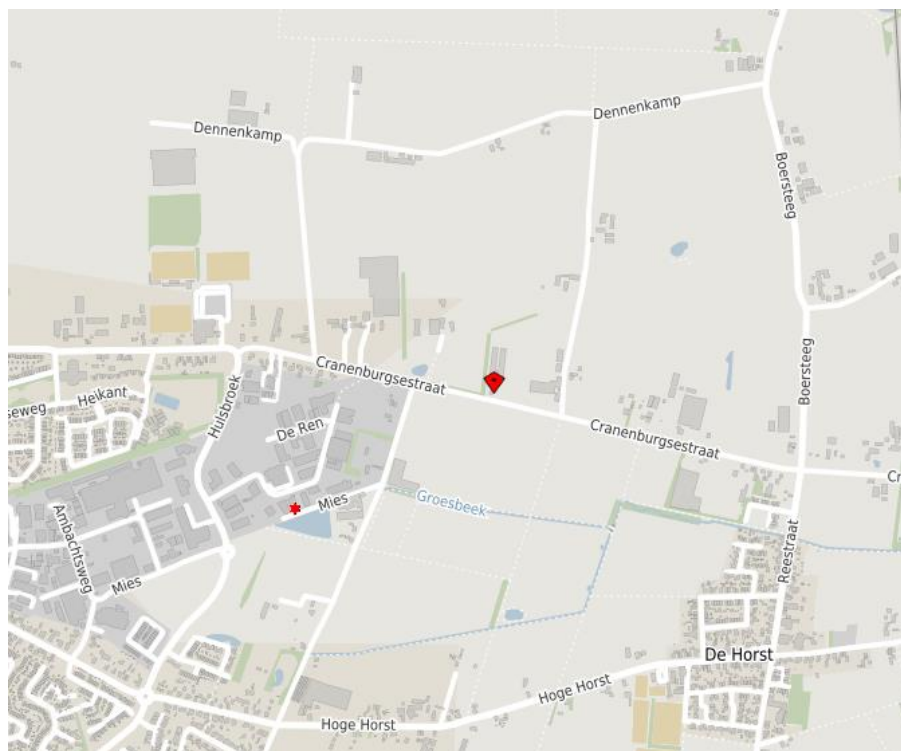 Dennenkamp
Dennenkamp
Boersteeg
Boersteeg
Cranenburgsestraat
seweg
Heikant
Hulsbroek
De Ren
Cranenburgsestraat
Cr
Mies
Groesbeek
Ambachtsweg
Mies
Reestraat
De Horst
Hoge Horst
Hoge Horst